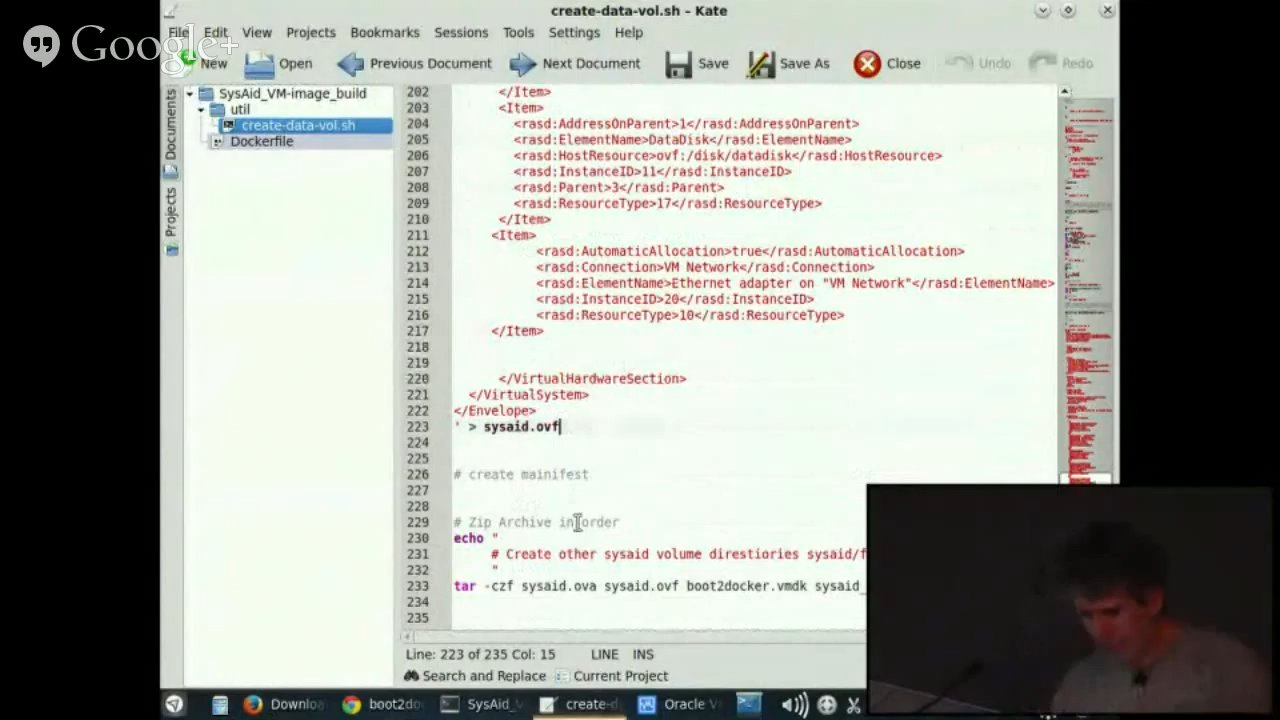 create-data-vol.sh – Kate
Google+
File Edit View Projects Bookmarks Sessions Tools Settings Help
New Open Previous Document Next Document Save Save As Close Undo Redo
Documents
Projects
SysAid_VM-image_build
util
create-data-vol.sh
Dockerfile
202 </Item>
203 <Item>
204 <rasd:AddressOnParent>1</rasd:AddressOnParent>
205 <rasd:ElementName>DataDisk</rasd:ElementName>
206 <rasd:HostResource>ovf:/disk/datadisk</rasd:HostResource>
207 <rasd:InstanceID>11</rasd:InstanceID>
208 <rasd:Parent>3</rasd:Parent>
209 <rasd:ResourceType>17</rasd:ResourceType>
210 </Item>
211 <Item>
212 <rasd:AutomaticAllocation>true</rasd:AutomaticAllocation>
213 <rasd:Connection>VM Network</rasd:Connection>
214 <rasd:ElementName>Ethernet adapter on "VM Network"</rasd:ElementName>
215 <rasd:InstanceID>20</rasd:InstanceID>
216 <rasd:ResourceType>10</rasd:ResourceType>
217 </Item>
218
219
220 </VirtualHardwareSection>
221 </VirtualSystem>
222 </Envelope>
223 ' > sysaid.ovf
224
225
226 # create mainifest
227
228
229 # Zip Archive in order
230 echo "
231 # Create other sysaid volume direstiories sysaid/f
232 "
233 tar -czf sysaid.ova sysaid.ovf boot2docker.vmdk sysaid_
234
235
Line: 223 of 235 Col: 15 LINE INS
Search and Replace Current Project
Downloa boot2do SysAid_V create-d Oracle V